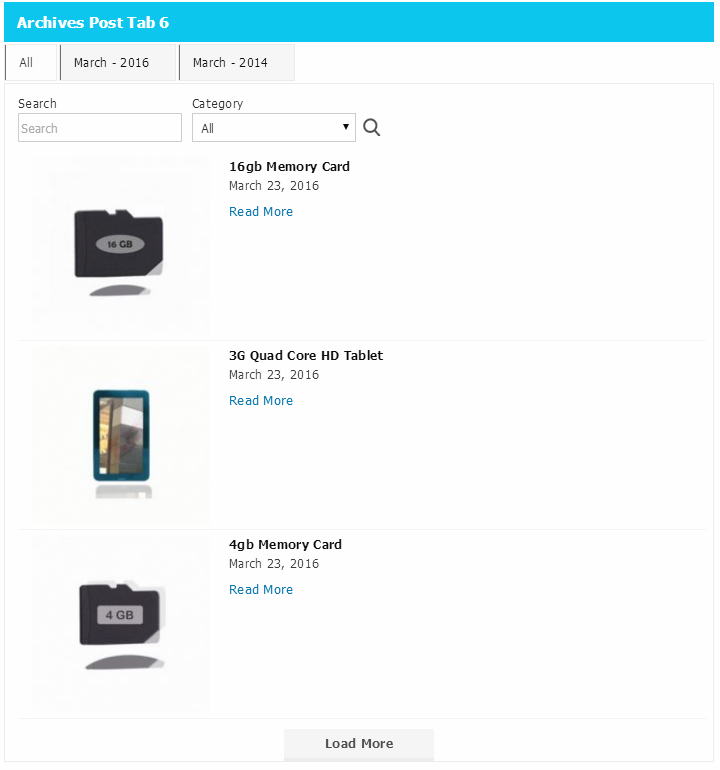 Archives Post Tab 6
All
March - 2016
March - 2014
Search
Category
Search
All
16gb Memory Card
March 23, 2016
Read More
16 GB
3G Quad Core HD Tablet
March 23, 2016
Read More
4gb Memory Card
March 23, 2016
Read More
4 GB
Load More